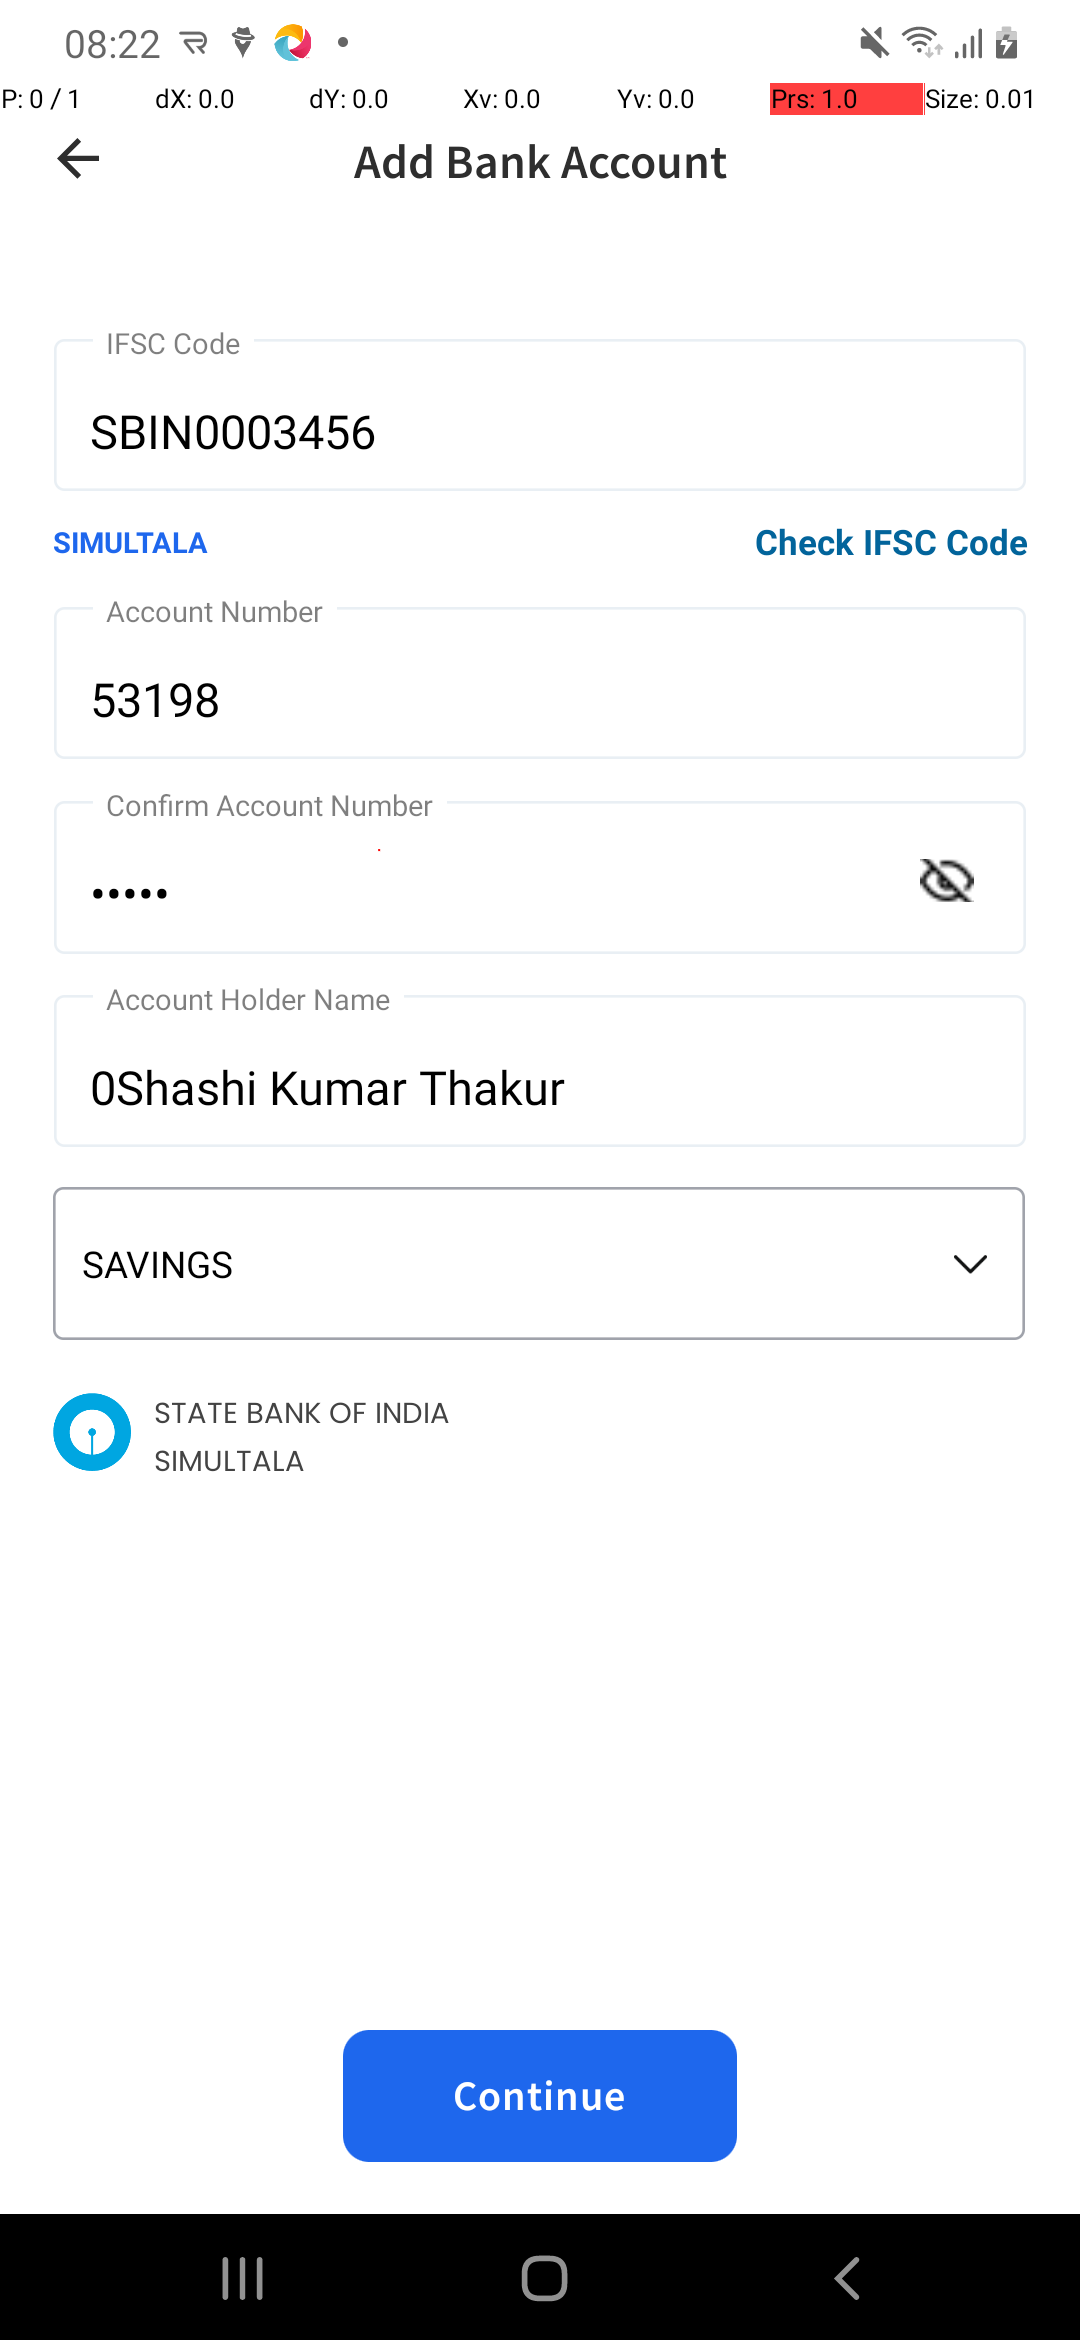 08:22
P: 0 / 1 dX: 0.0 dY: 0.0 Xv: 0.0 Yv: 0.0 Prs: 1.0 Size: 0.01
Add Bank Account
IFSC Code
SBIN0003456
SIMULTALA Check IFSC Code
Account Number
53198
Confirm Account Number
•••••
Account Holder Name
0Shashi Kumar Thakur
SAVINGS
STATE BANK OF INDIA
SIMULTALA
Continue